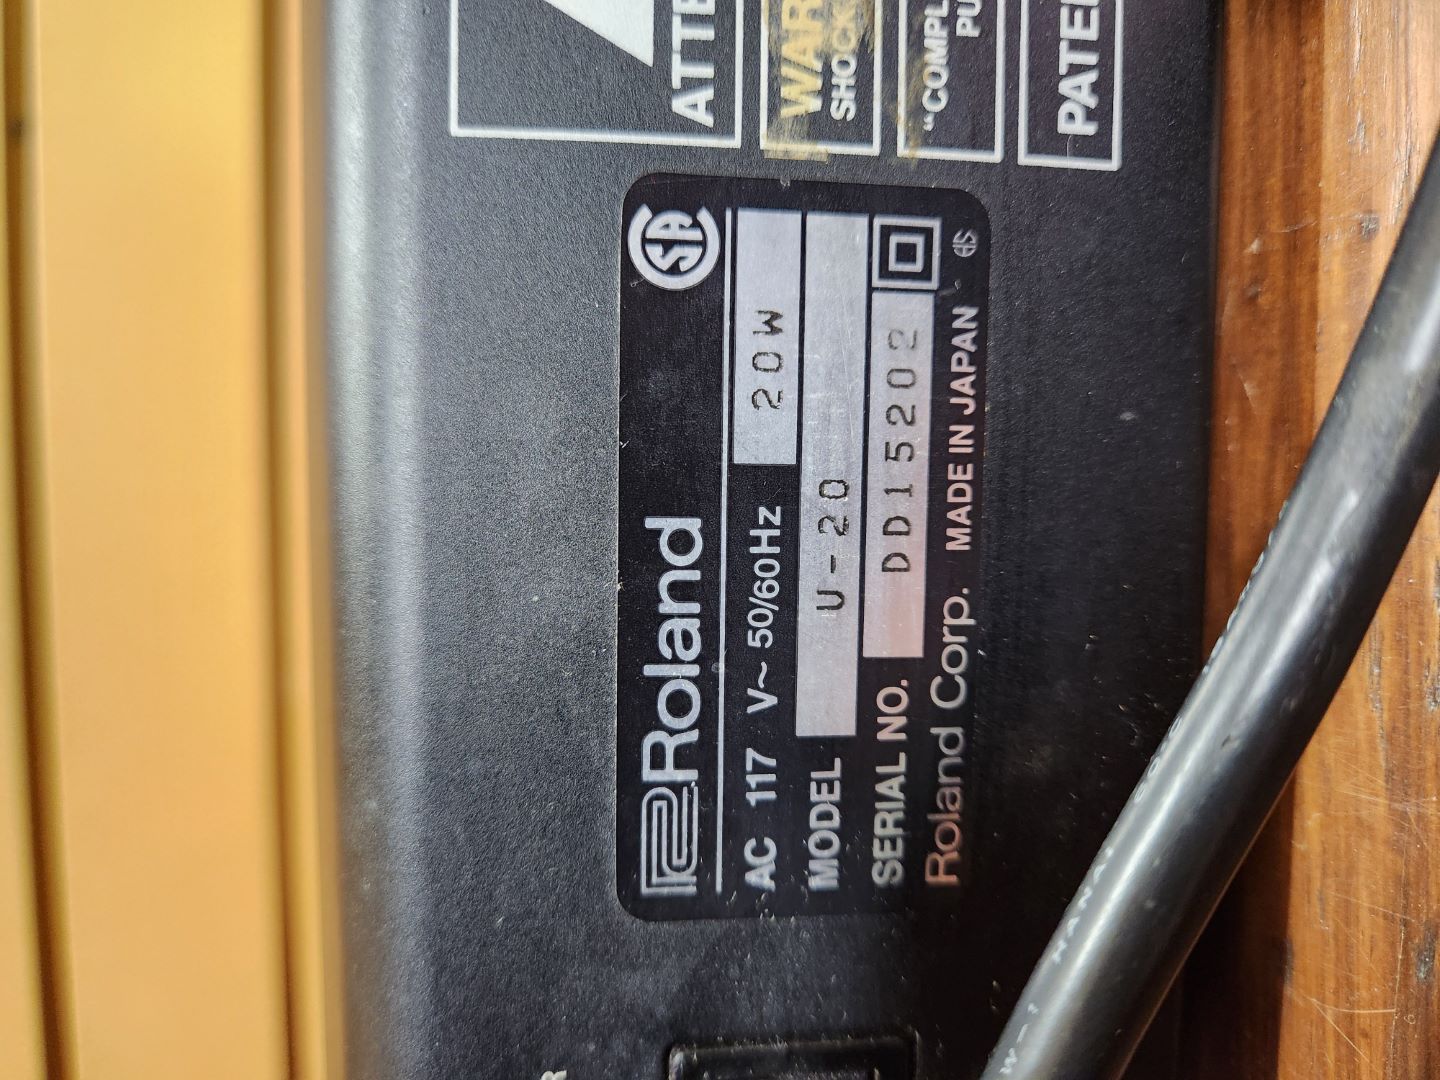 ATTE
WAR
SHOCK
"COMPL
PU
PATE
SA
Roland
AC 117 V~ 50/60Hz 20W
MODEL U-20
SERIAL NO. DD15202
Roland Corp. MADE IN JAPAN
R